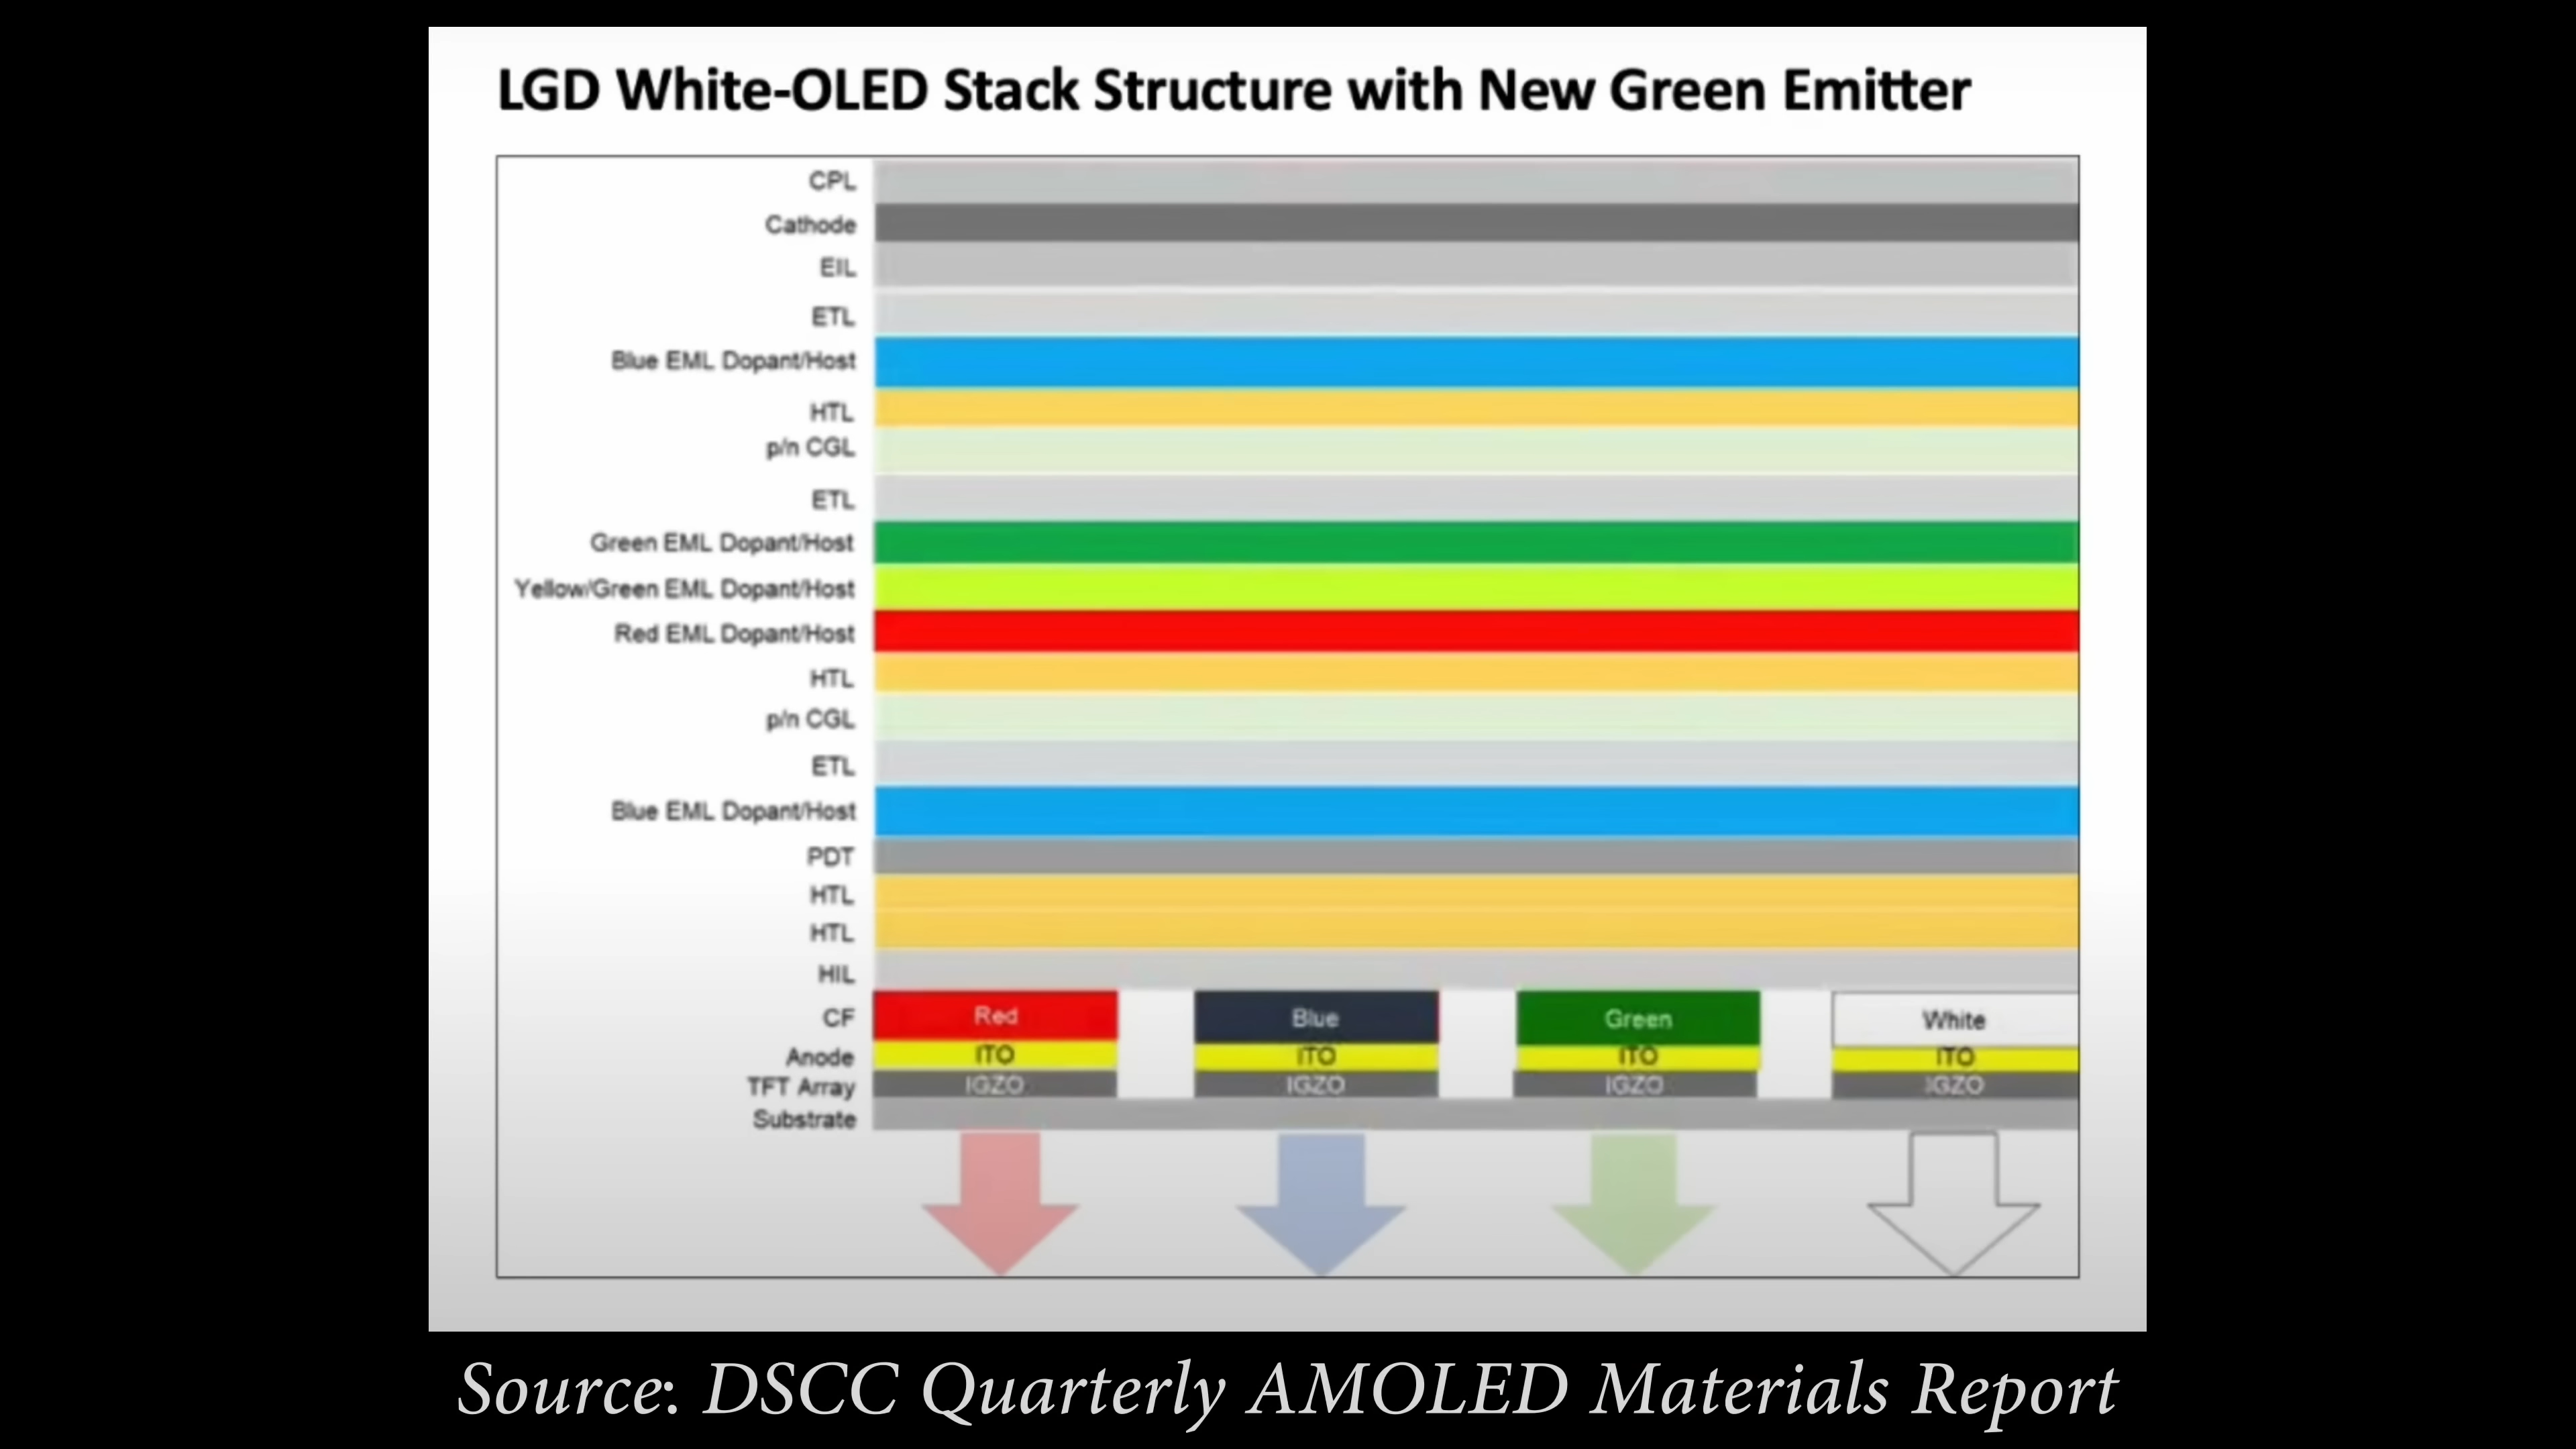 LGD White-OLED Stack Structure with New Green Emitter
CPL
Cathode
EIL
ETL
Blue EML Dopant/Host
HTL
p/n CGL
ETL
Green EML Dopant/Host
Yellow/Green EML Dopant/Host
Red EML Dopant/Host
HTL
p/n CGL
ETL
Blue EML Dopant/Host
PDT
HTL
HTL
HIL
CF Red Blue Green White
Anode ITO ITO ITO ITO
TFT Array IGZO IGZO IGZO IGZO
Substrate
Source: DSCC Quarterly AMOLED Materials Report